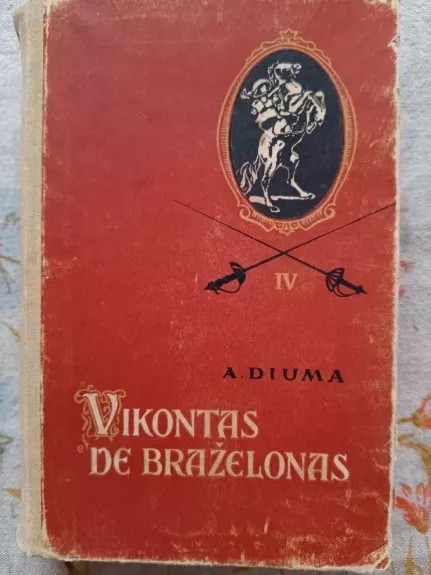 IV
A. DIUMA
VIKONTAS
DE BRAŽELONAS